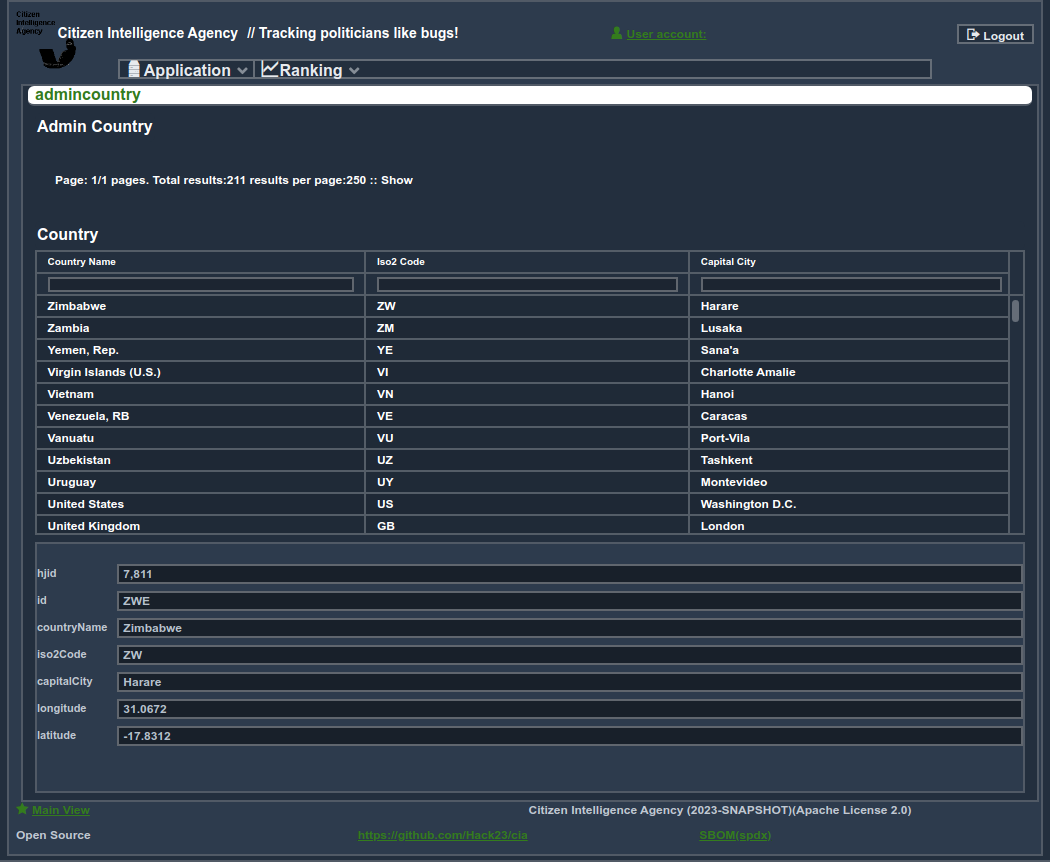 Citizen
Intelligence
Agency
Citizen Intelligence Agency // Tracking politicians like bugs!
User account:
Logout
Application
Ranking
admincountry
Admin Country
Page: 1/1 pages. Total results:211 results per page:250 :: Show
Country
Country Name Iso2 Code Capital City
Zimbabwe ZW Harare
Zambia ZM Lusaka
Yemen, Rep. YE Sana'a
Virgin Islands (U.S.) VI Charlotte Amalie
Vietnam VN Hanoi
Venezuela, RB VE Caracas
Vanuatu VU Port-Vila
Uzbekistan UZ Tashkent
Uruguay UY Montevideo
United States US Washington D.C.
United Kingdom GB London
hjid 7,811
id ZWE
countryName Zimbabwe
iso2Code ZW
capitalCity Harare
longitude 31.0672
latitude -17.8312
Main View Citizen Intelligence Agency (2023-SNAPSHOT)(Apache License 2.0)
Open Source https://github.com/Hack23/cia SBOM(spdx)